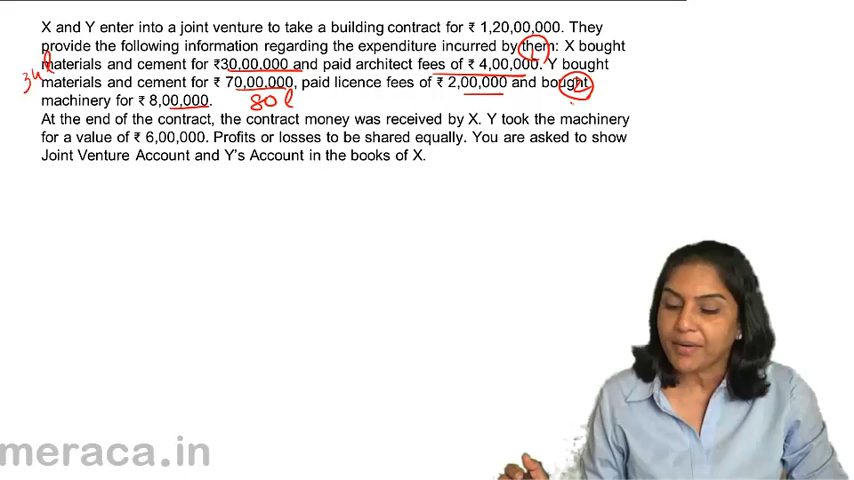 X and Y enter into a joint venture to take a building contract for ₹ 1,20,00,000. They
provide the following information regarding the expenditure incurred by them: X bought
materials and cement for ₹30,00,000 and paid architect fees of ₹ 4,00,000. Y bought
materials and cement for ₹ 70,00,000, paid licence fees of ₹ 2,00,000 and bought
machinery for ₹ 8,00,000.
At the end of the contract, the contract money was received by X. Y took the machinery
for a value of ₹ 6,00,000. Profits or losses to be shared equally. You are asked to show
Joint Venture Account and Y's Account in the books of X.
1
34l
2
80l
meraca.in